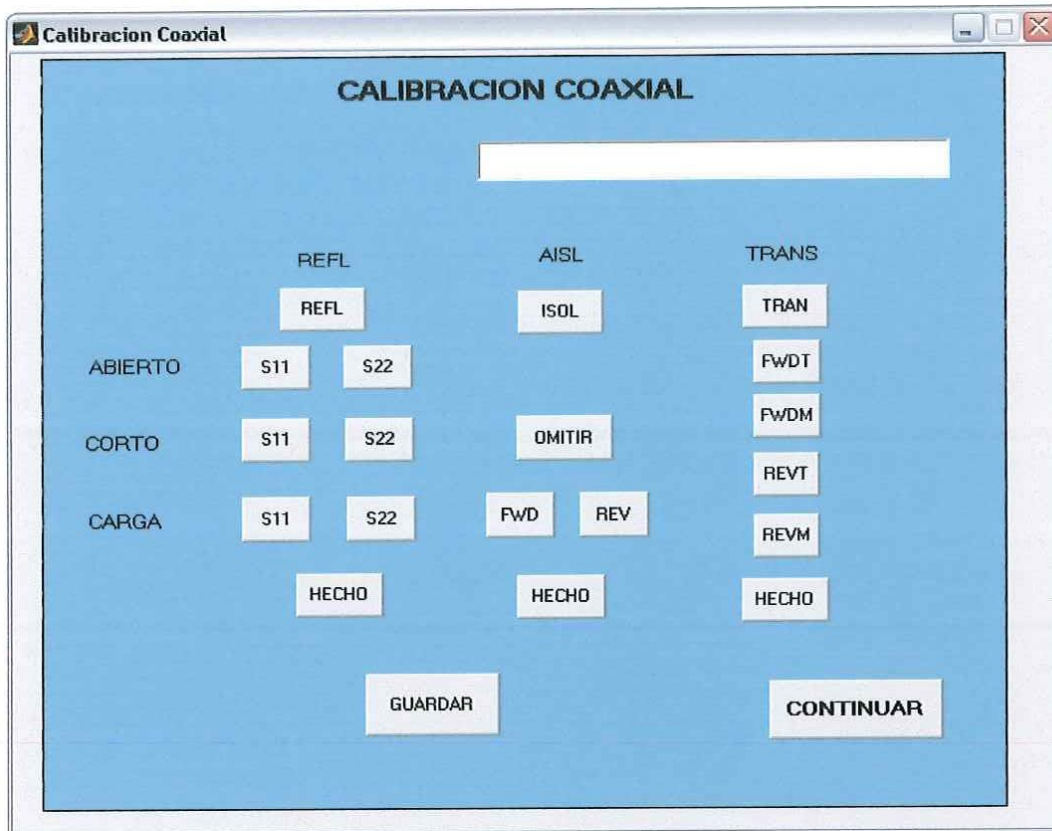 Calibracion Coaxial
CALIBRACION COAXIAL
REFL AISL TRANS
REFL ISOL TRAN
ABIERTO S11 S22 FWDT
FWDM
CORTO S11 S22 OMITIR
REVT
CARGA S11 S22 FWD REV
REVM
HECHO HECHO HECHO
GUARDAR CONTINUAR